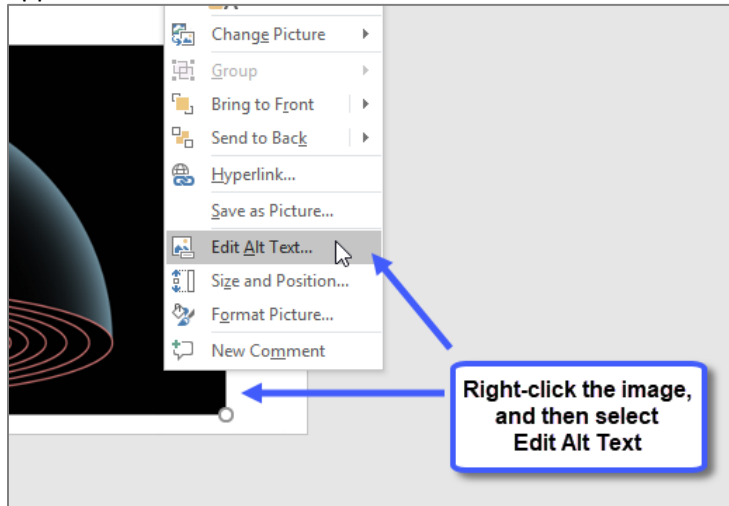 Change Picture
Group
Bring to Front
Send to Back
Hyperlink...
Save as Picture...
Edit Alt Text...
Size and Position...
Format Picture...
New Comment
Right-click the image,
and then select
Edit Alt Text